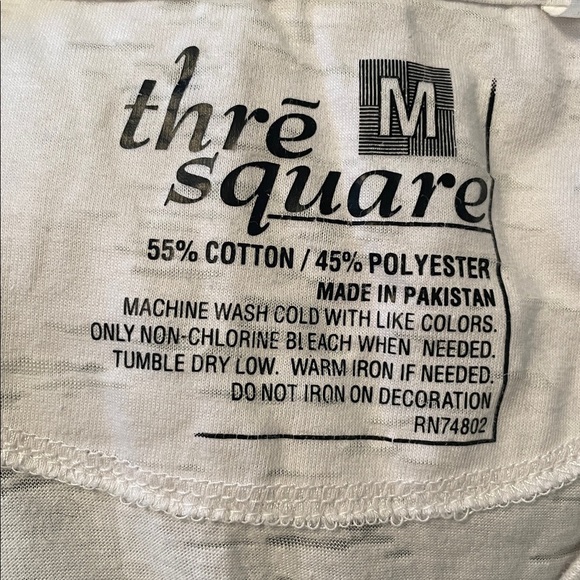 thrē M
square
55% COTTON / 45% POLYESTER
MADE IN PAKISTAN
MACHINE WASH COLD WITH LIKE COLORS.
ONLY NON-CHLORINE BLEACH WHEN NEEDED.
TUMBLE DRY LOW. WARM IRON IF NEEDED.
DO NOT IRON ON DECORATION
RN74802